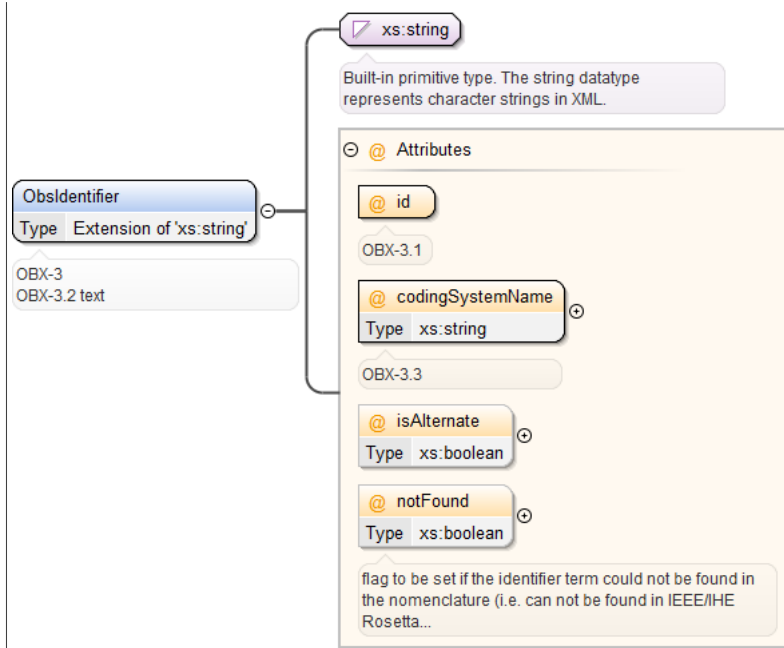 xs:string
Built-in primitive type. The string datatype
represents character strings in XML.
@ Attributes
ObsIdentifier
Type Extension of 'xs:string'
OBX-3
OBX-3.2 text
@ id
OBX-3.1
@ codingSystemName
Type xs:string
OBX-3.3
@ isAlternate
Type xs:boolean
@ notFound
Type xs:boolean
flag to be set if the identifier term could not be found in
the nomenclature (i.e. can not be found in IEEE/IHE
Rosetta...